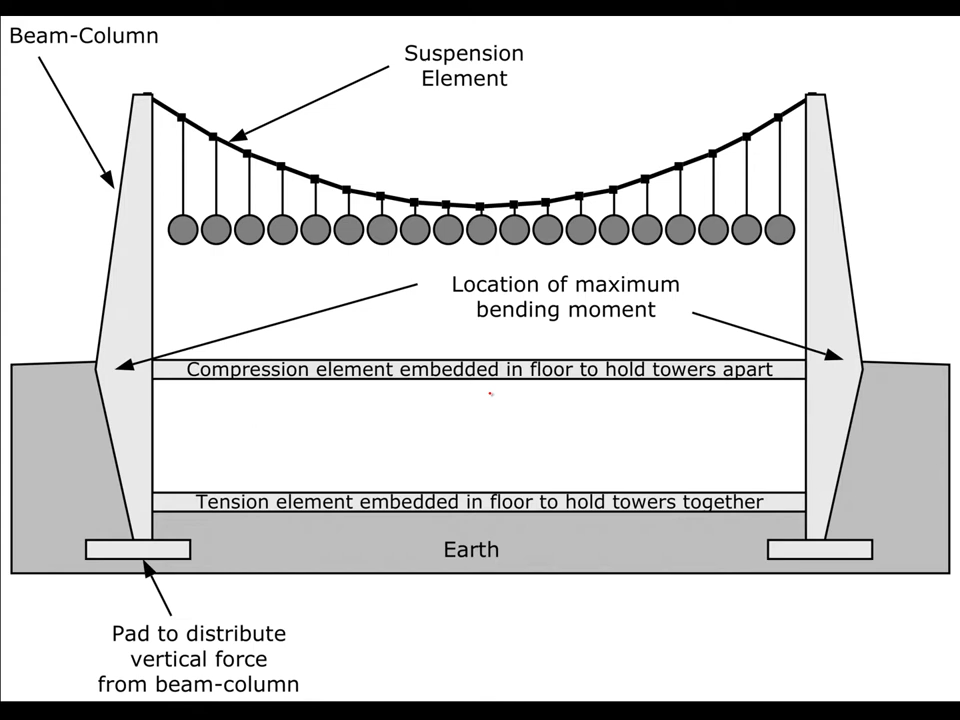 Beam-Column
Suspension
Element
Location of maximum
bending moment
Compression element embedded in floor to hold towers apart
Tension element embedded in floor to hold towers together
Earth
Pad to distribute
vertical force
from beam-column